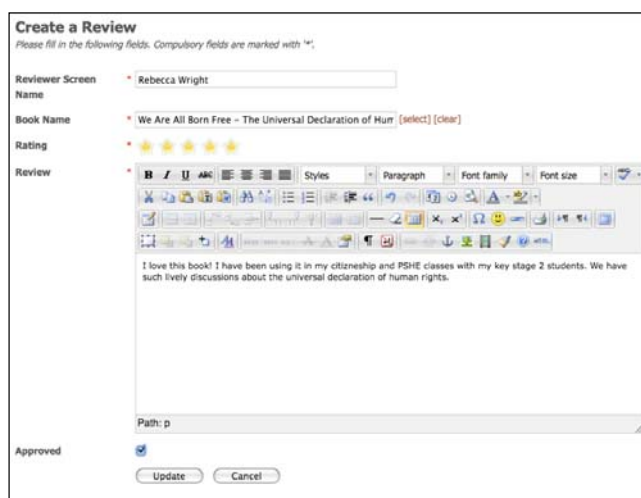 Create a Review
Please fill in the following fields. Compulsory fields are marked with '*'.
Reviewer Screen Name * Rebecca Wright
Book Name * We Are All Born Free - The Universal Declaration of Hum [select] [clear]
Rating *
Review *
B I U ABC Styles Paragraph Font family Font size
I love this book! I have been using it in my citizneship and PSHE classes with my key stage 2 students. We have
such lively discussions about the universal declaration of human rights.
Path: p
Approved
Update Cancel